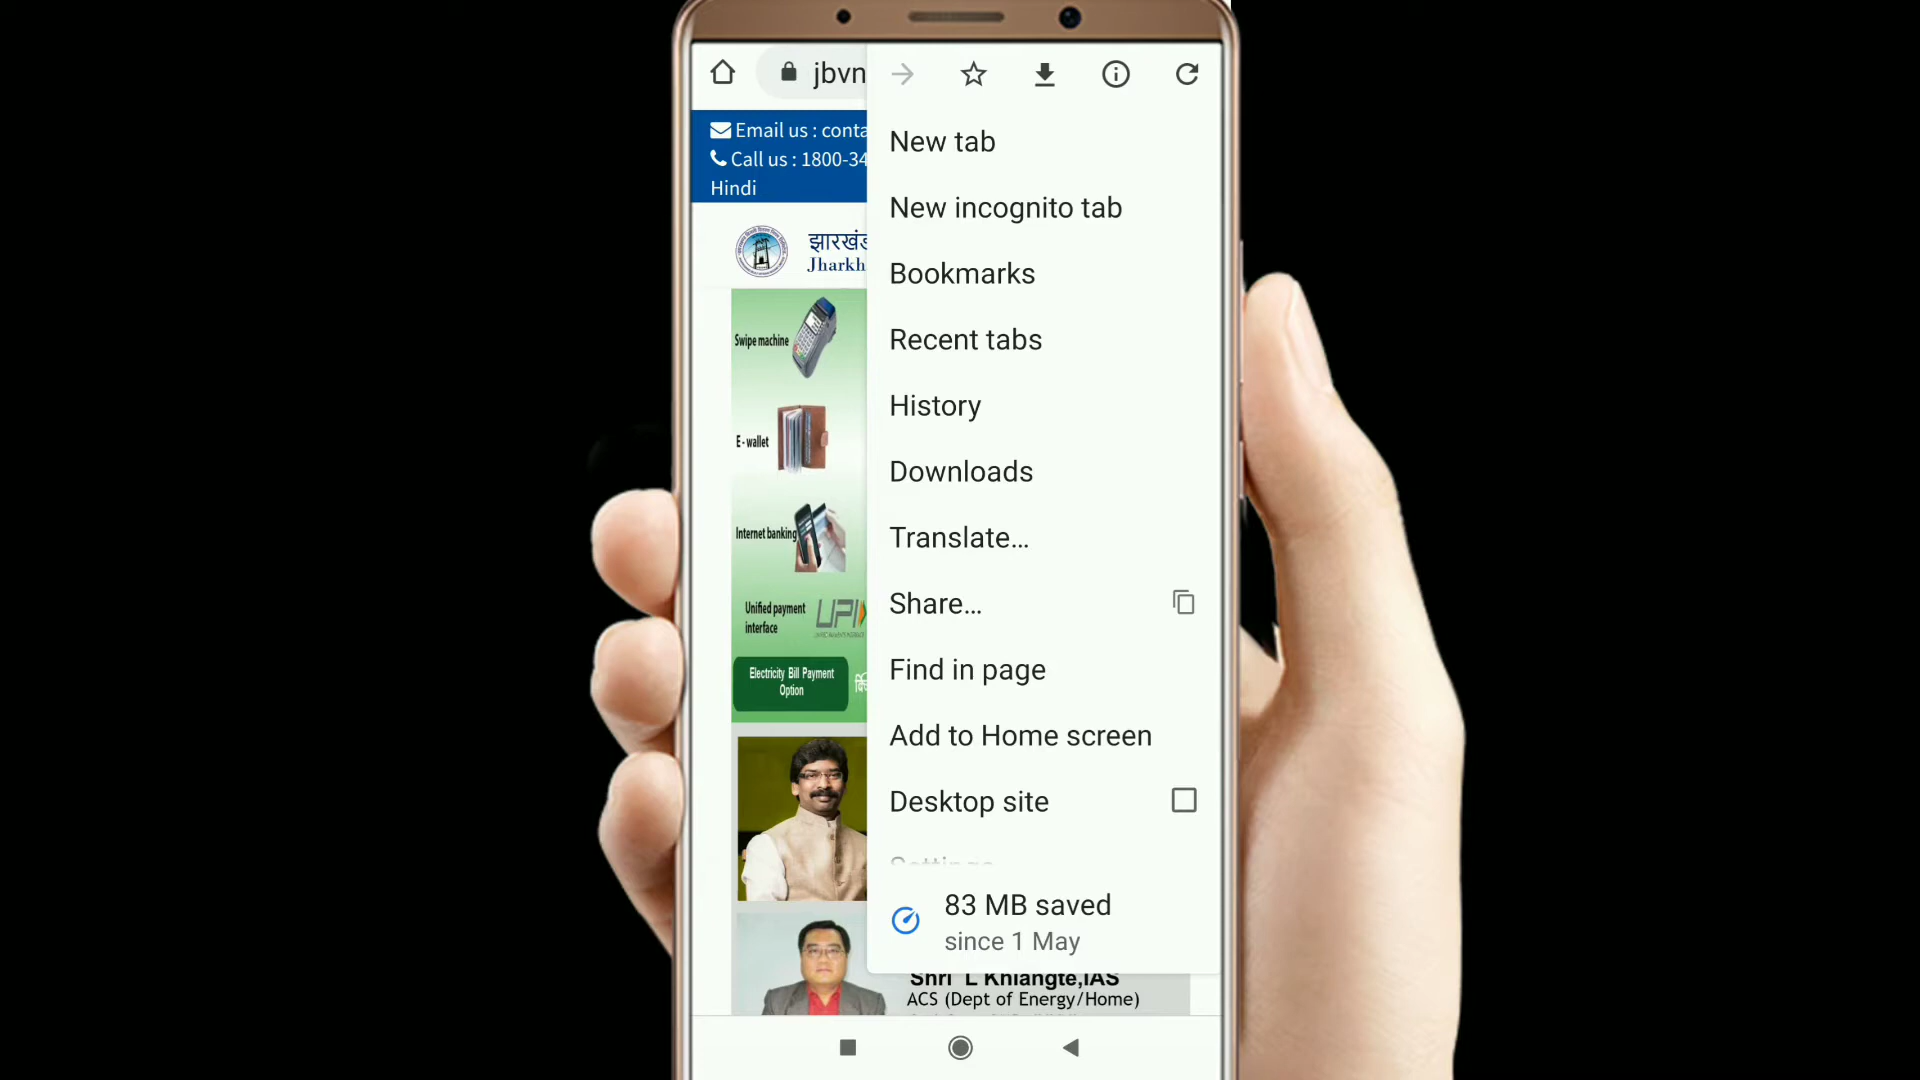 jbvn
Email us : conta
Call us : 1800-34
Hindi
झारखंड
Jharkh
Swipe machine
E - wallet
Internet banking
Unified payment
interface
UPI
Electricity Bill Payment
Option
New tab
New incognito tab
Bookmarks
Recent tabs
History
Downloads
Translate...
Share...
Find in page
Add to Home screen
Desktop site
Settings
83 MB saved
since 1 May
Shri L Khiangte,IAS
ACS (Dept of Energy/Home)